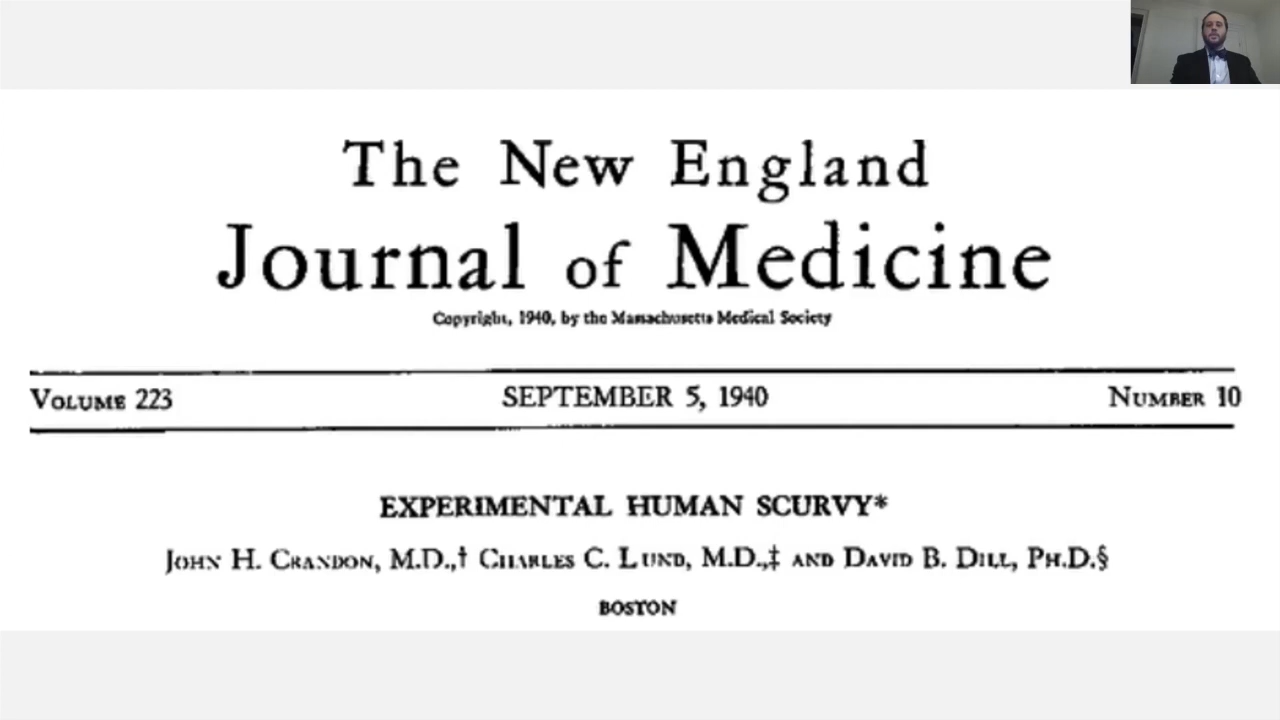 The New England
Journal of Medicine
Copyright, 1940, by the Massachusetts Medical Society
VOLUME 223
SEPTEMBER 5, 1940
NUMBER 10
EXPERIMENTAL HUMAN SCURVY*
JOHN H. CRANDON, M.D.,† CHARLES C. LUND, M.D.,‡ AND DAVID B. DILL, PH.D.§
BOSTON